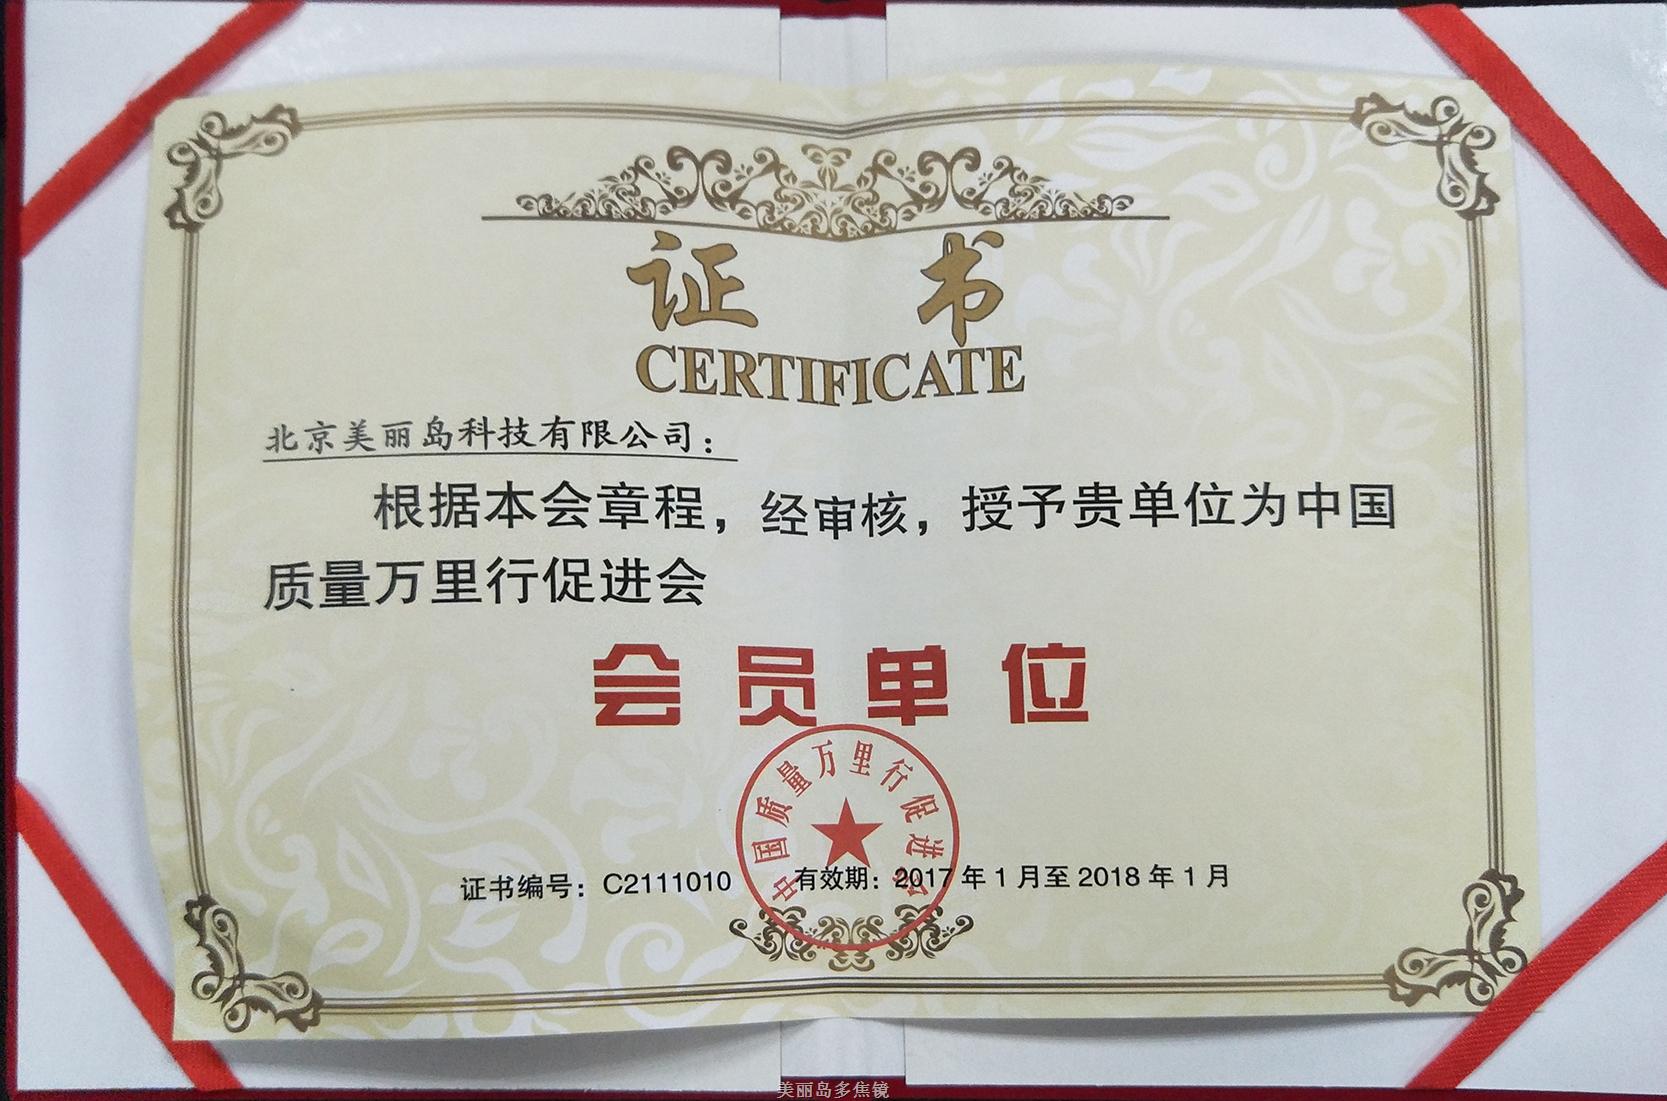 证 书
CERTIFICATE
北京美丽岛科技有限公司：
根据本会章程，经审核，授予贵单位为中国
质量万里行促进会
会员单位
中国质量万里行促进会
证书编号：C2111010 有效期：2017年1月至2018年1月
美丽岛多焦镜